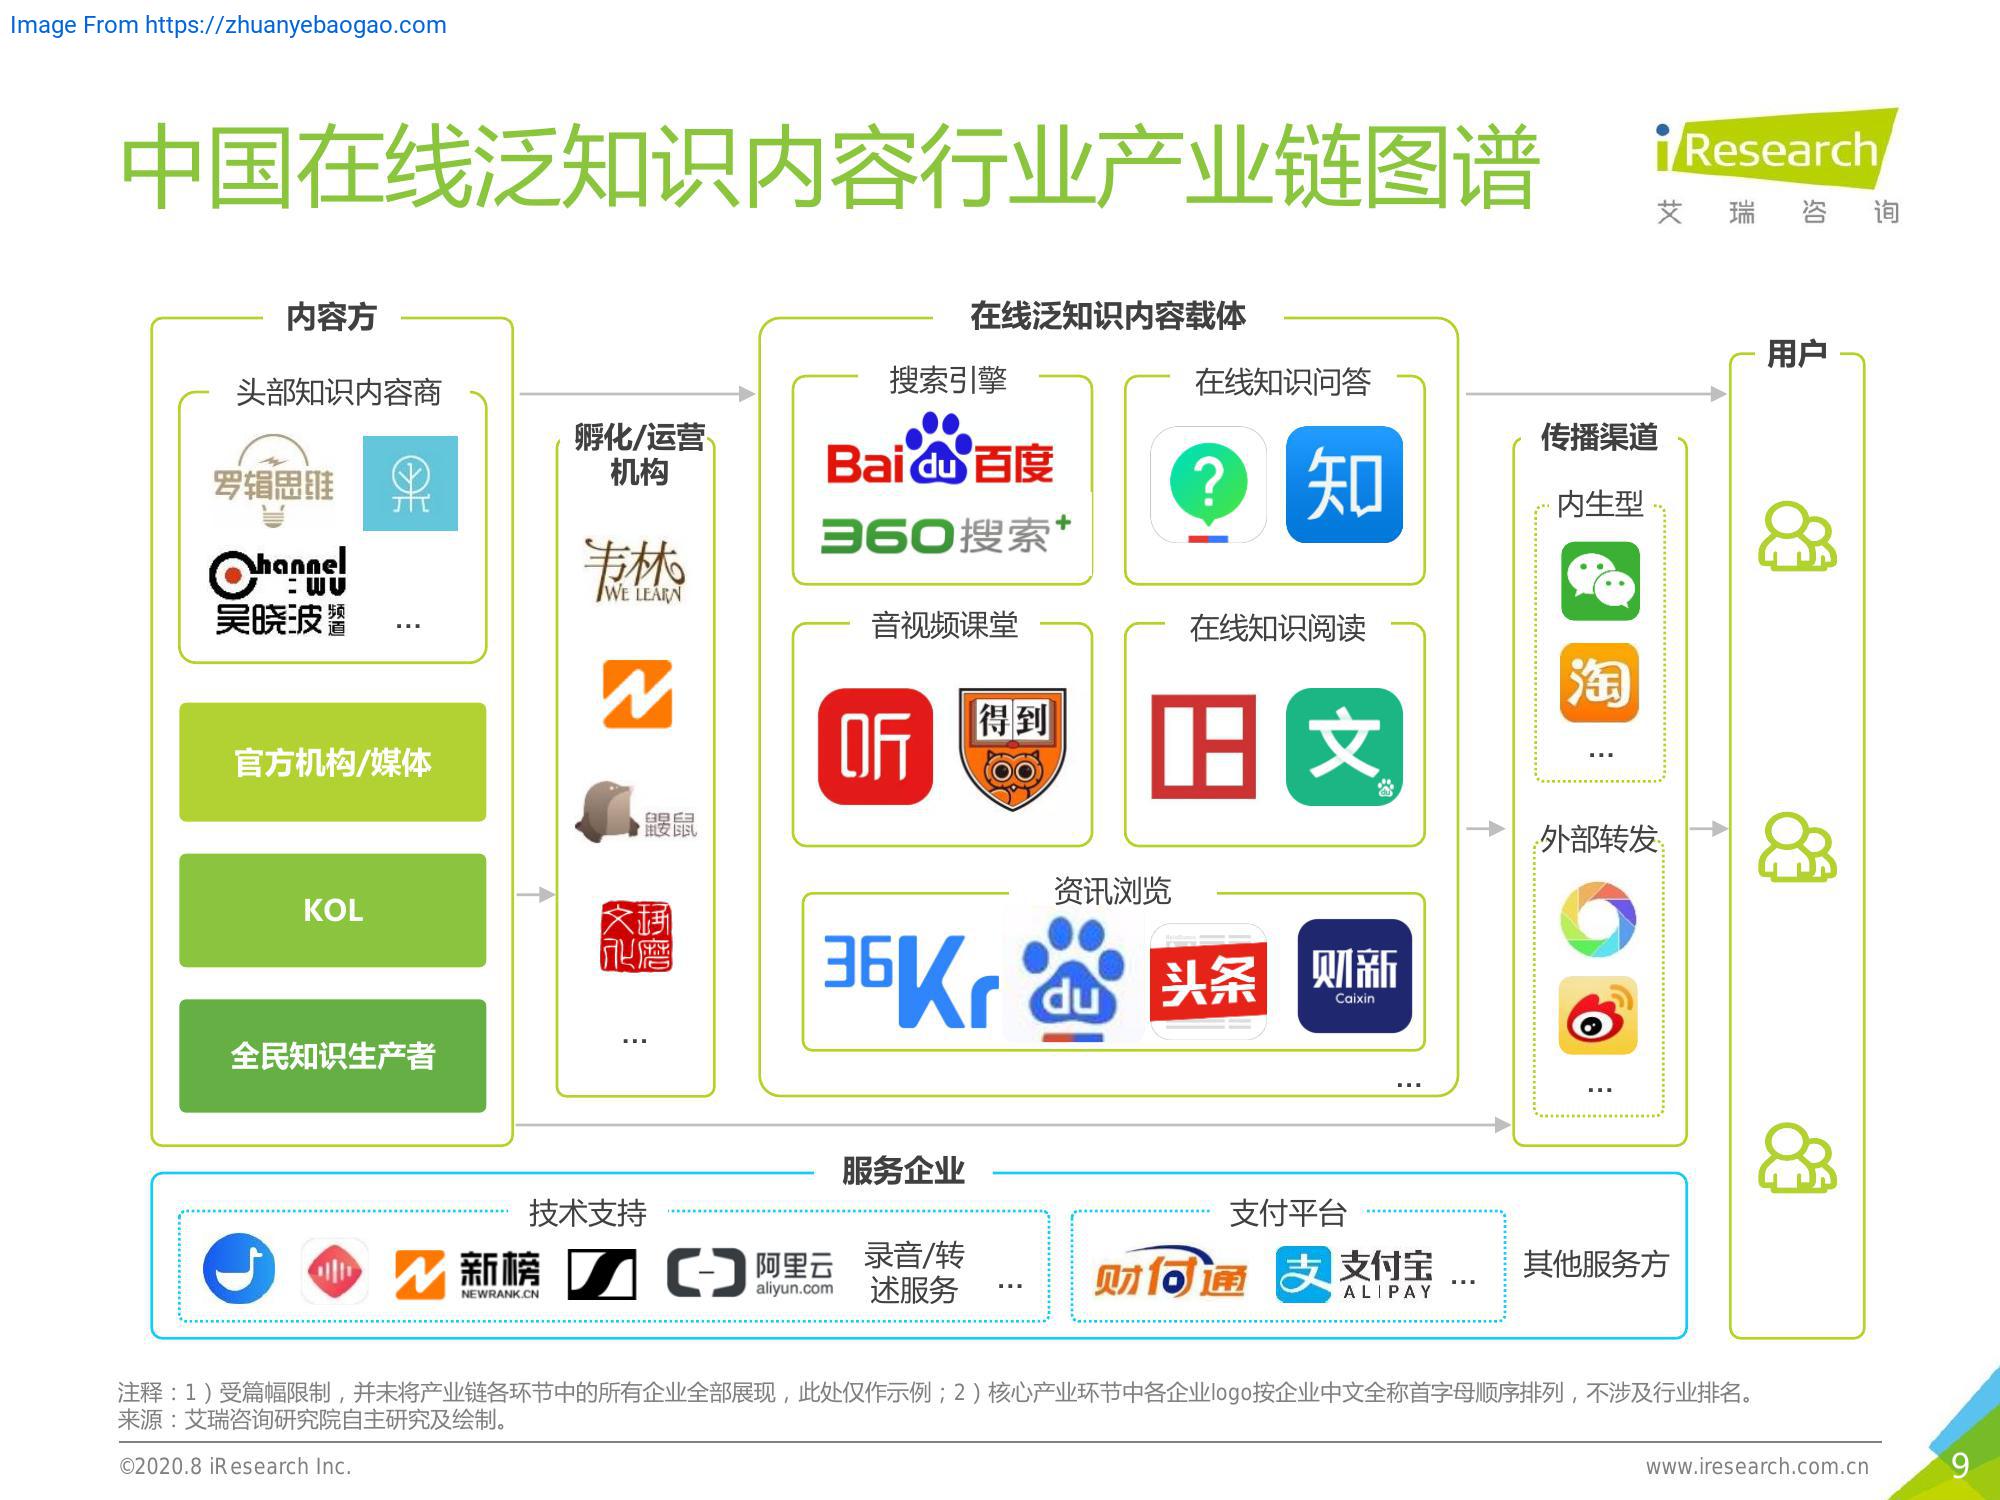 Image From https://zhuanyebaogao.com
中国在线泛知识内容行业产业链图谱
iResearch
艾瑞咨询
内容方
头部知识内容商
罗辑思维
Channel:wu
吴晓波频道
...
官方机构/媒体
KOL
全民知识生产者
孵化/运营
机构
韦林
WE LEARN
鼹鼠
...
在线泛知识内容载体
搜索引擎
Bai du 百度
360搜索+
在线知识问答
?
知
音视频课堂
听
得到
在线知识阅读
文
du
资讯浏览
36Kr
du
头条
财新
Caixin
...
传播渠道
内生型
淘
...
外部转发
...
用户
服务企业
技术支持
新榜
NEWRANK.CN
阿里云
aliyun.com
录音/转
述服务
...
支付平台
财付通
支 支付宝
ALIPAY
...
其他服务方
注释：1）受篇幅限制，并未将产业链各环节中的所有企业全部展现，此处仅作示例；2）核心产业环节中各企业logo按企业中文全称首字母顺序排列，不涉及行业排名。
来源：艾瑞咨询研究院自主研究及绘制。
©2020.8 iResearch Inc.
www.iresearch.com.cn
9